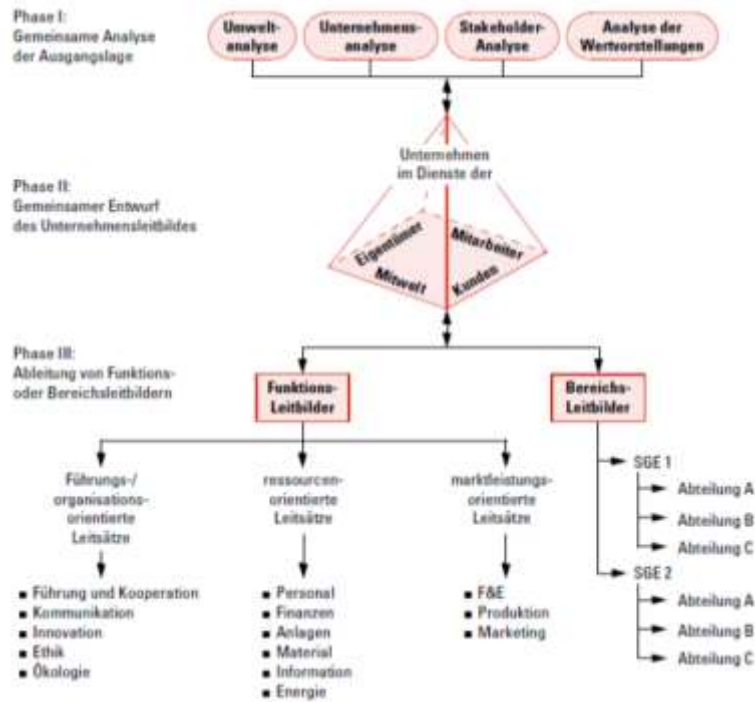 Phase I:
Gemeinsame Analyse
der Ausgangslage
Umwelt-
analyse
Unternehmens-
analyse
Stakeholder-
Analyse
Analyse der
Wertvorstellungen
Phase II:
Gemeinsamer Entwurf
des Unternehmensleitbildes
Unternehmen
im Dienste der
Eigentümer
Mitarbeiter
Mitwelt
Kunden
Phase III:
Ableitung von Funktions-
oder Bereichsleitbildern
Funktions-
Leitbilder
Bereichs-
Leitbilder
Führungs-/
organisations-
orientierte
Leitsätze
ressourcen-
orientierte
Leitsätze
marktleistungs-
orientierte
Leitsätze
■ Führung und Kooperation
■ Kommunikation
■ Innovation
■ Ethik
■ Ökologie
■ Personal
■ Finanzen
■ Anlagen
■ Material
■ Information
■ Energie
■ F&E
■ Produktion
■ Marketing
SGE 1
Abteilung A
Abteilung B
Abteilung C
SGE 2
Abteilung A
Abteilung B
Abteilung C